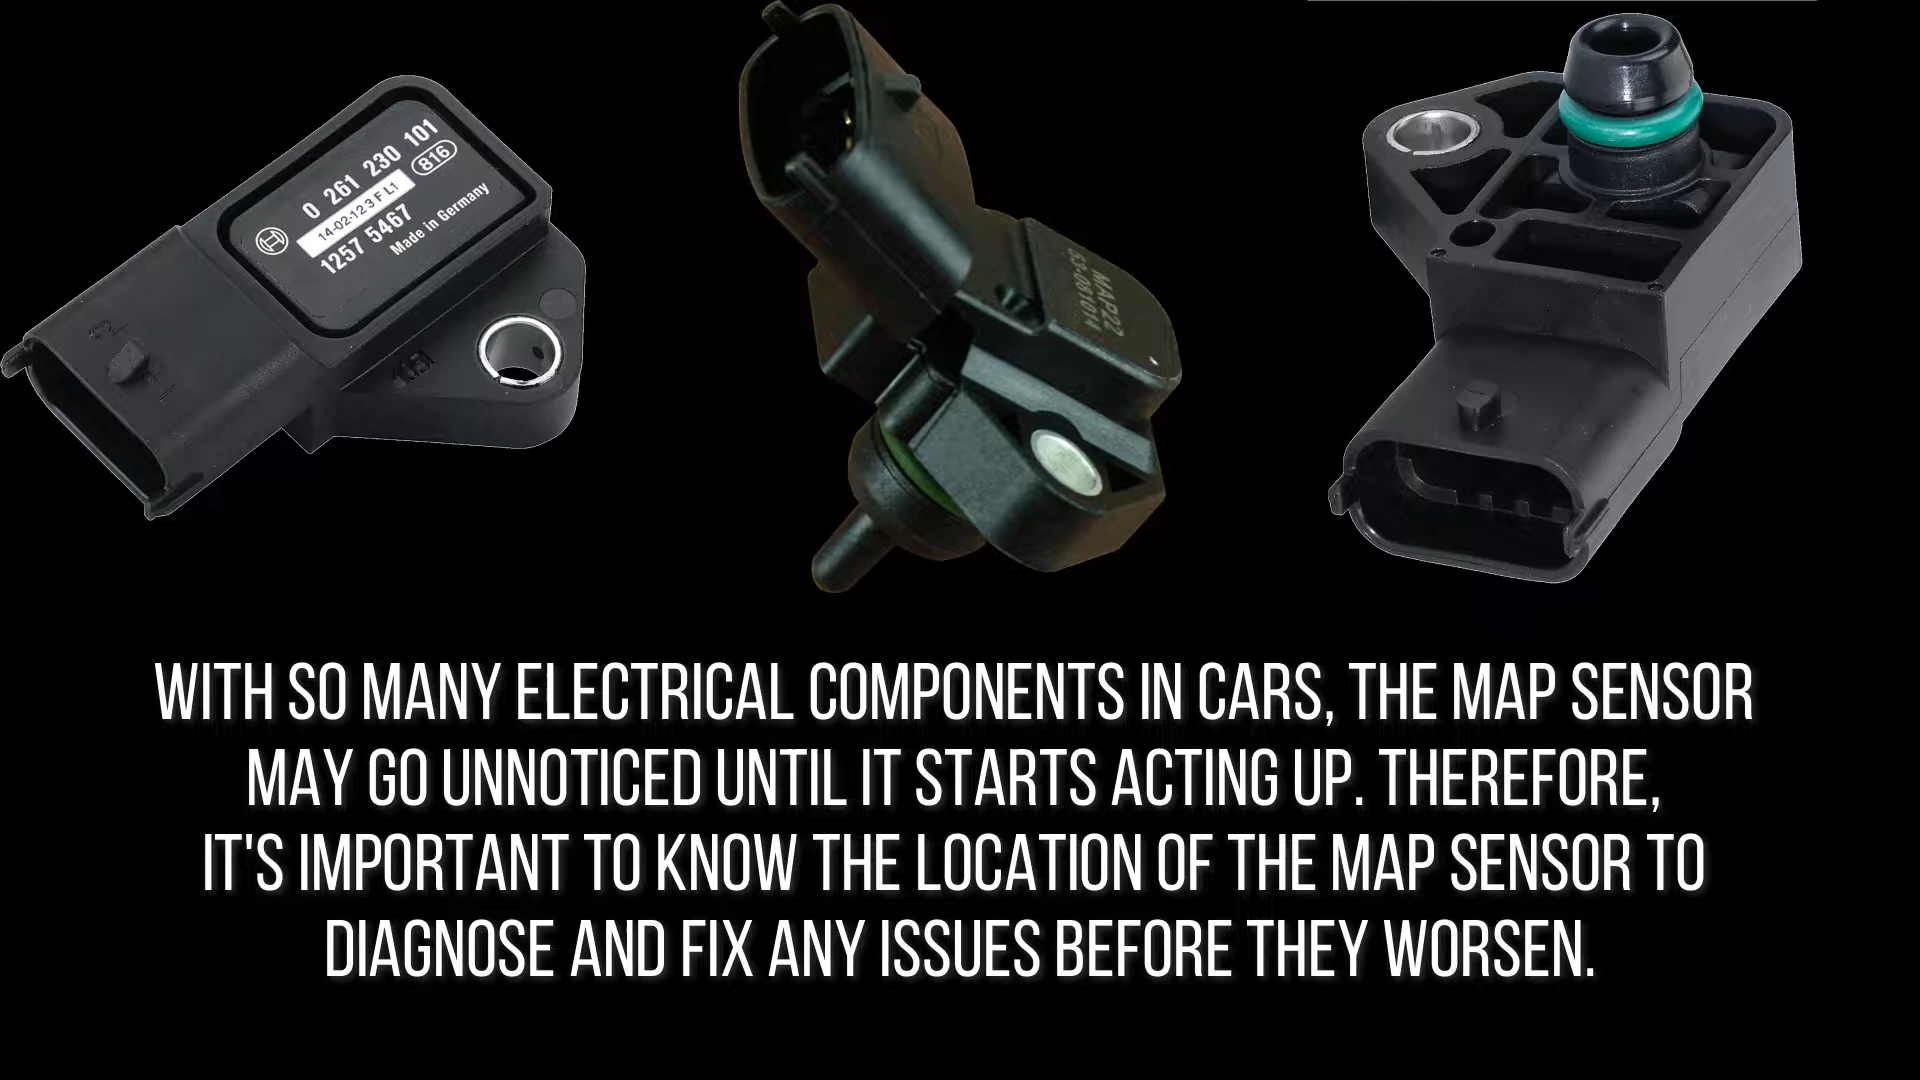 0 261 230 101
14-02-12 3 F L1
816
1257 5467
Made in Germany
MAP22
WITH SO MANY ELECTRICAL COMPONENTS IN CARS, THE MAP SENSOR
MAY GO UNNOTICED UNTIL IT STARTS ACTING UP. THEREFORE,
IT'S IMPORTANT TO KNOW THE LOCATION OF THE MAP SENSOR TO
DIAGNOSE AND FIX ANY ISSUES BEFORE THEY WORSEN.